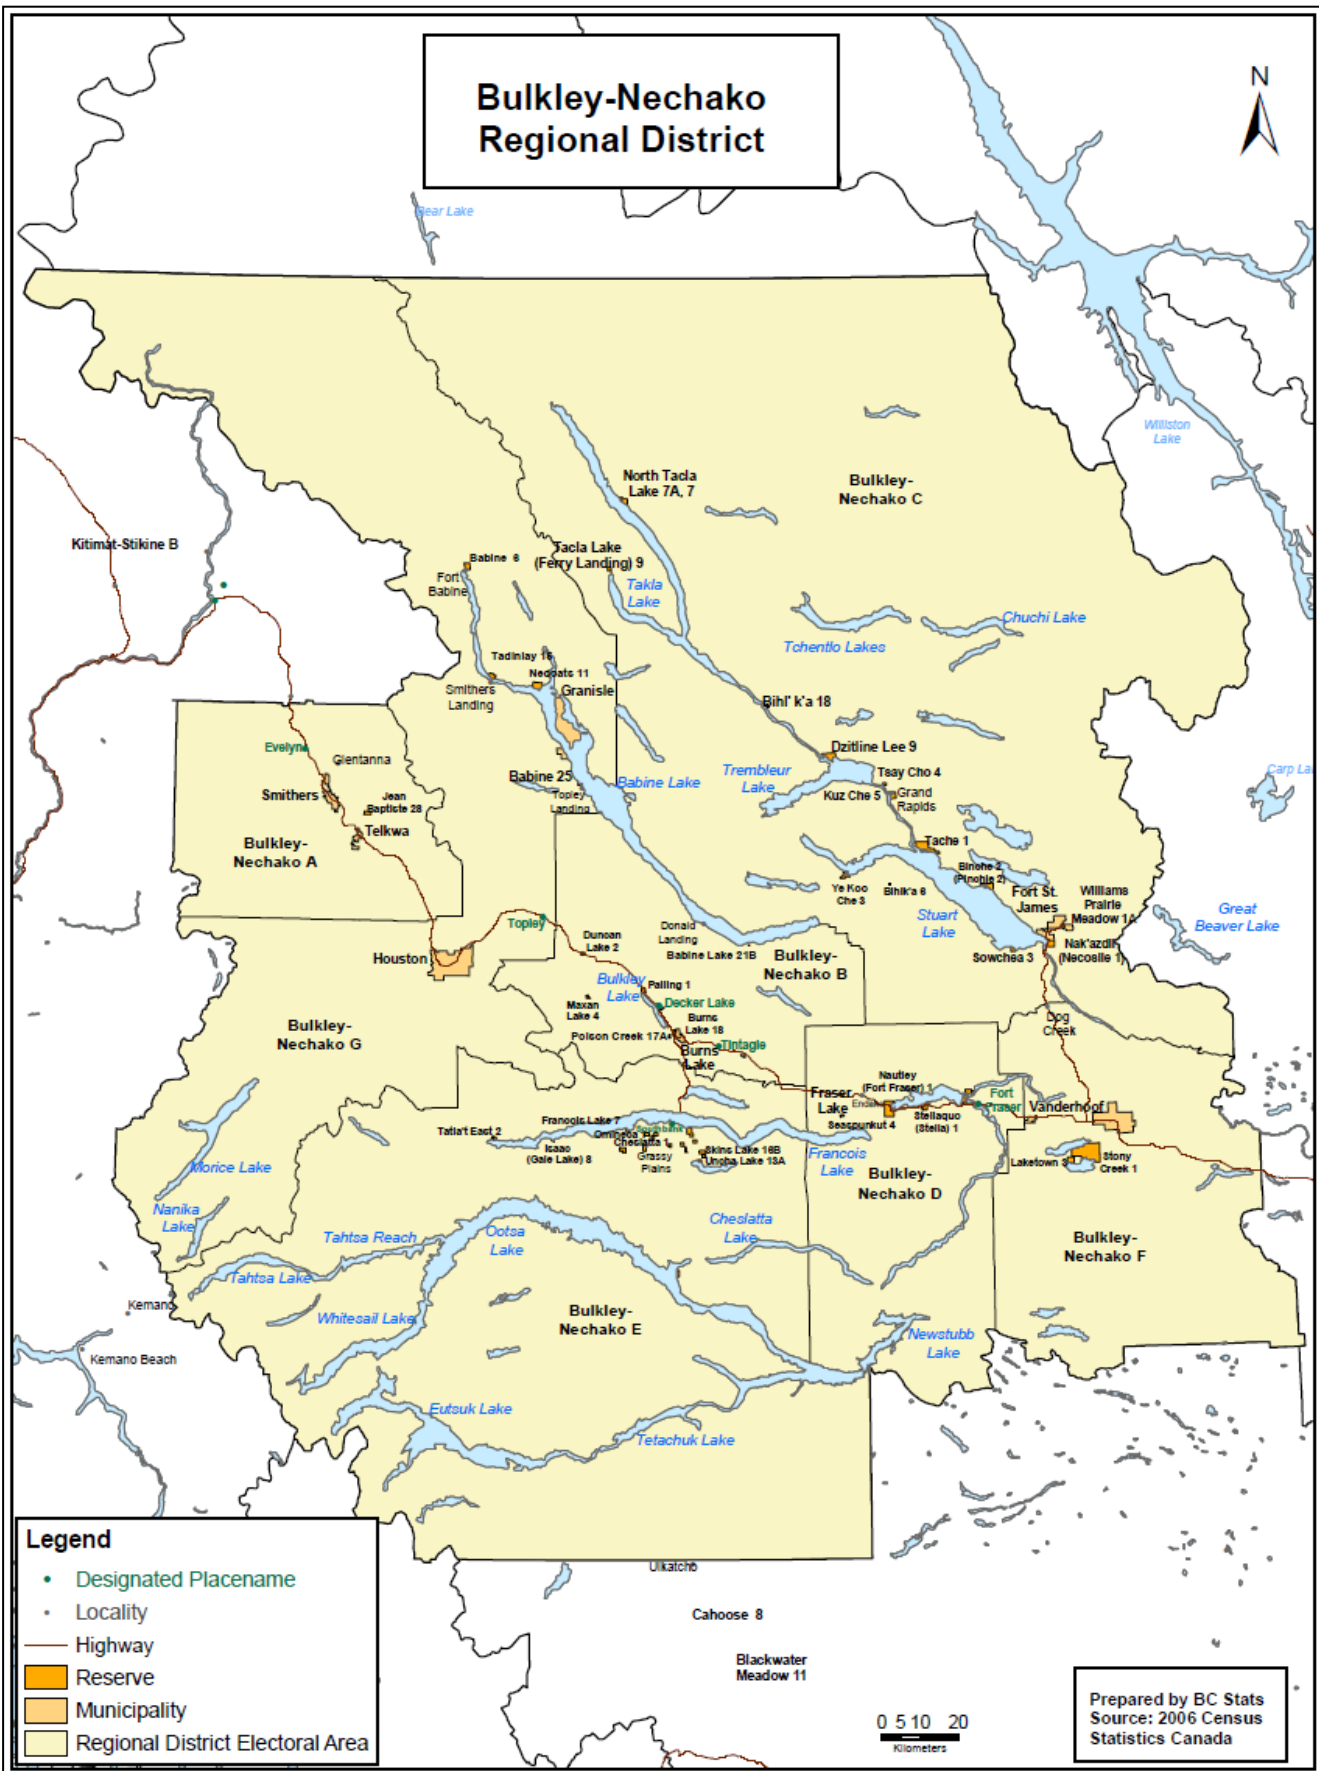 Bulkley-Nechako
Regional District
N
Bear Lake
Williston
Lake
North Tacla
Lake 7A, 7
Bulkley-
Nechako C
Kitimat-Stikine B
Babine 6
Fort
Babine
Tacla Lake
(Ferry Landing) 9
Takla
Lake
Chuchi Lake
Tchentlo Lakes
Tadinlay 15
Nedoats 11
Smithers
Landing
Granisle
Bihl' k'a 18
Evelyn
Glentanna
Dzitline Lee 9
Babine 25
Topley
Landing
Babine Lake
Trembleur
Lake
Tsay Cho 4
Kuz Che 5
Grand
Rapids
Carp La
Smithers
Jean
Baptiste 28
Telkwa
Bulkley-
Nechako A
Tache 1
Binche 2
(Pinchie 2)
Ye Koo
Che 3
Bihlk'a 6
Fort St.
James
Williams
Prairie
Meadow 1A
Stuart
Lake
Great
Beaver Lake
Topley
Donald
Landing
Duncan
Lake 2
Babine Lake 21B
Bulkley-
Nechako B
Sowchea 3
Nak'azdli
(Necoslie 1)
Houston
Bulkley
Lake
Palling 1
Maxan
Lake 4
Decker Lake
Burns
Lake 18
Poison Creek 17A
Dog
Creek
Bulkley-
Nechako G
Burns
Lake
Tintagle
Nautley
(Fort Fraser) 1
Fraser
Lake
Endako
Fort
Fraser
Vanderhoof
Stellaquo
(Stella) 1
Seaspunkut 4
Francois Lake 7
Southbank
Tatla't East 2
Omineca 1
Cheslatta 1
Isaac
(Gale Lake) 8
Grassy
Plains
Skins Lake 16B
Uncha Lake 13A
Francois
Lake
Laketown 3
Stony
Creek 1
Morice Lake
Bulkley-
Nechako D
Nanika
Lake
Cheslatta
Lake
Tahtsa Reach
Ootsa
Lake
Bulkley-
Nechako F
Tahtsa Lake
Kemano
Whitesail Lake
Bulkley-
Nechako E
Newstubb
Lake
Kemano Beach
Eutsuk Lake
Tetachuk Lake
Ulkatcho
Cahoose 8
Blackwater
Meadow 11
Legend
Designated Placename
Locality
Highway
Reserve
Municipality
Regional District Electoral Area
0 5 10 20
Kilometers
Prepared by BC Stats
Source: 2006 Census
Statistics Canada